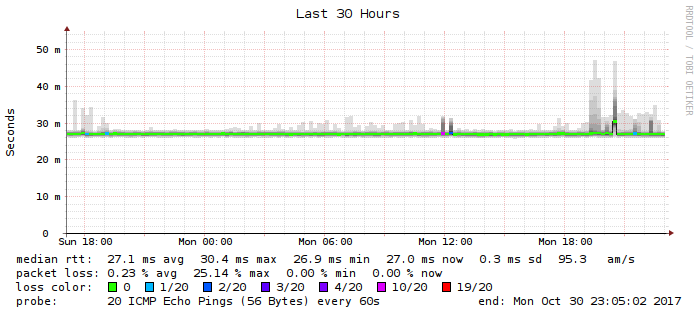 Last 30 Hours
RRDTOOL / TOBI OETIKER
Seconds
50 m
40 m
30 m
20 m
10 m
0
Sun 18:00 Mon 00:00 Mon 06:00 Mon 12:00 Mon 18:00
median rtt: 27.1 ms avg 30.4 ms max 26.9 ms min 27.0 ms now 0.3 ms sd 95.3 am/s
packet loss: 0.23 % avg 25.14 % max 0.00 % min 0.00 % now
loss color: 0 1/20 2/20 3/20 4/20 10/20 19/20
probe: 20 ICMP Echo Pings (56 Bytes) every 60s end: Mon Oct 30 23:05:02 2017